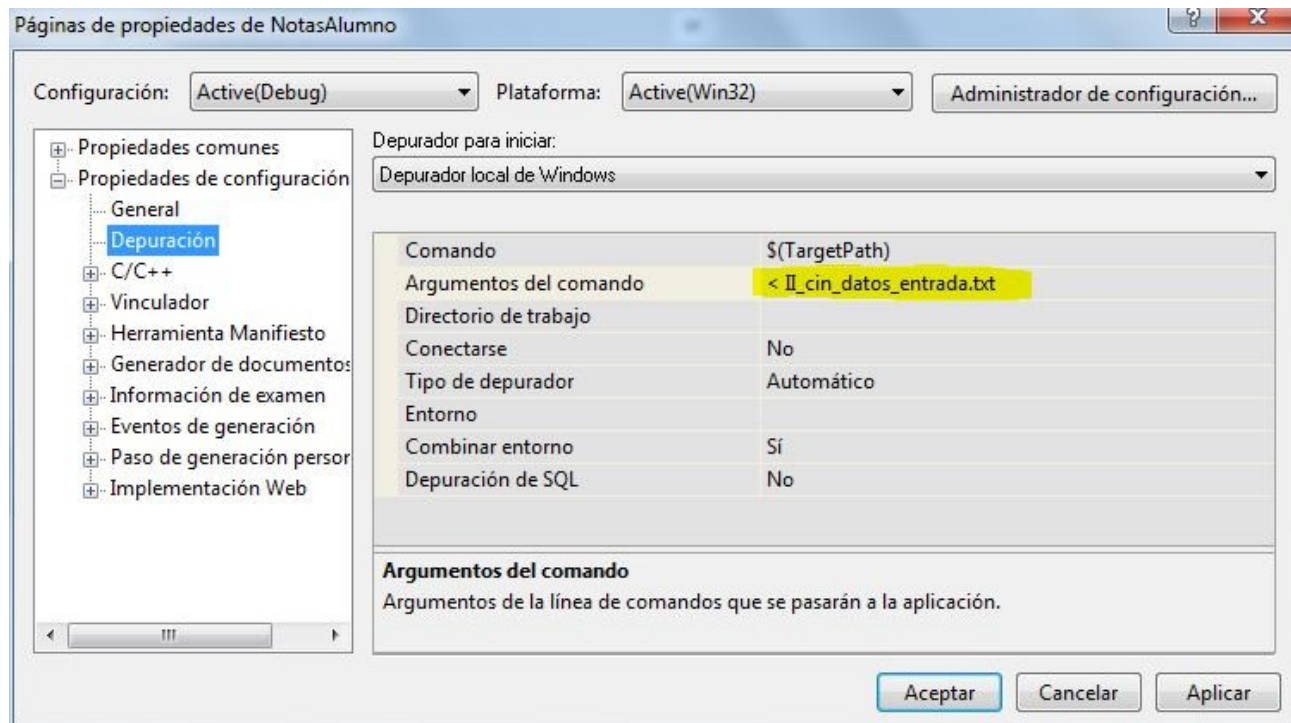 Páginas de propiedades de NotasAlumno
Configuración: Active(Debug) Plataforma: Active(Win32) Administrador de configuración...
Propiedades comunes
Propiedades de configuración
General
Depuración
C/C++
Vinculador
Herramienta Manifiesto
Generador de documentos
Información de examen
Eventos de generación
Paso de generación person
Implementación Web
Depurador para iniciar:
Depurador local de Windows
Comando $(TargetPath)
Argumentos del comando < II_cin_datos_entrada.txt
Directorio de trabajo
Conectarse No
Tipo de depurador Automático
Entorno
Combinar entorno Sí
Depuración de SQL No
Argumentos del comando
Argumentos de la línea de comandos que se pasarán a la aplicación.
Aceptar Cancelar Aplicar